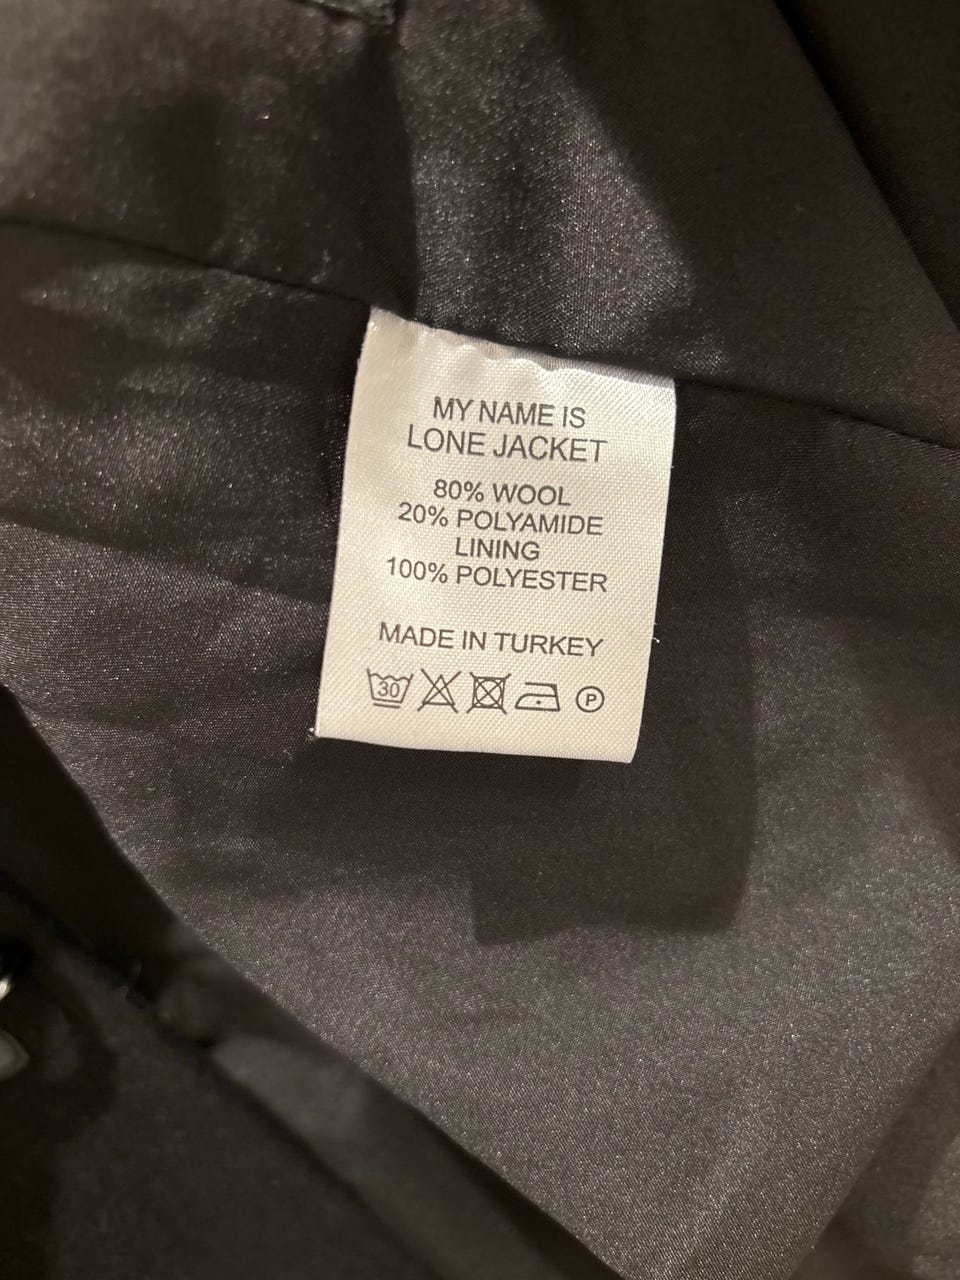 MY NAME IS
LONE JACKET
80% WOOL
20% POLYAMIDE
LINING
100% POLYESTER
MADE IN TURKEY
30 P